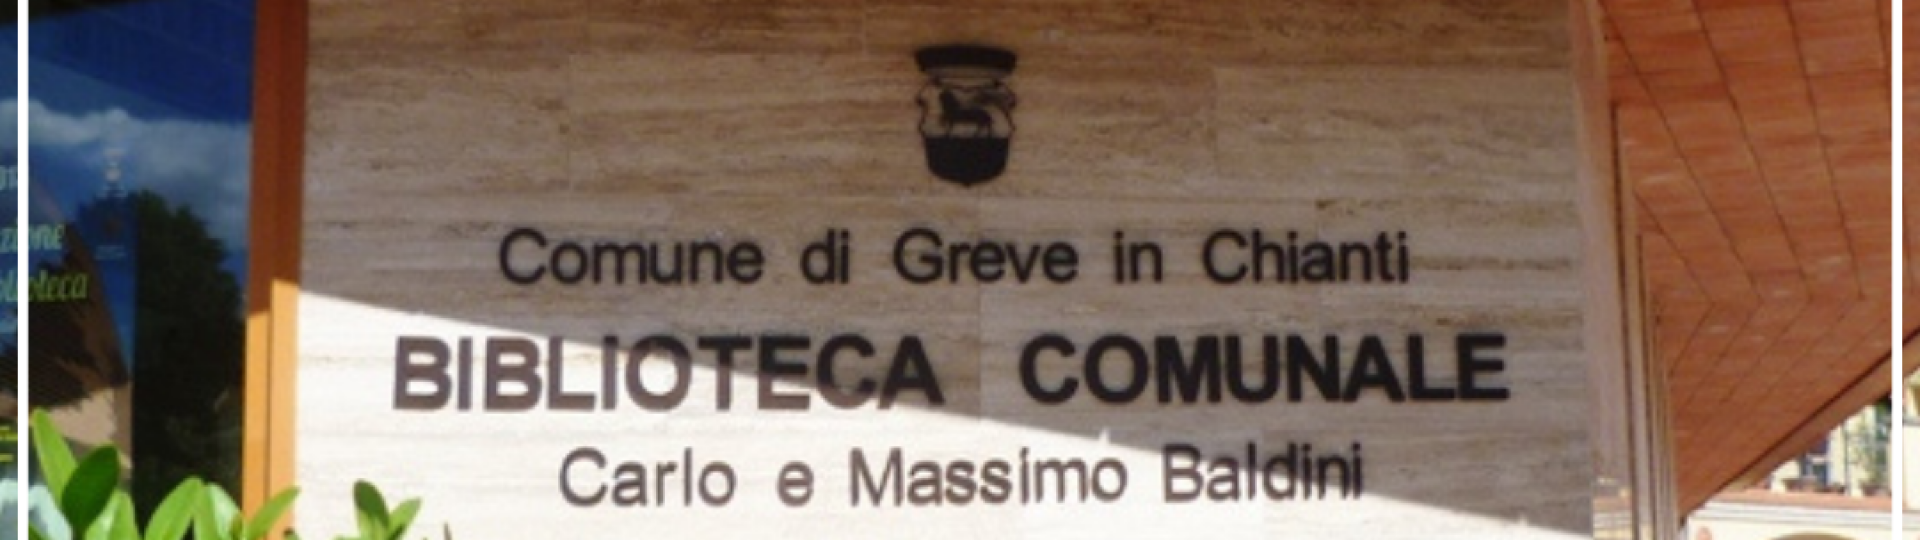 Comune di Greve in Chianti
BIBLIOTECA COMUNALE
Carlo e Massimo Baldini